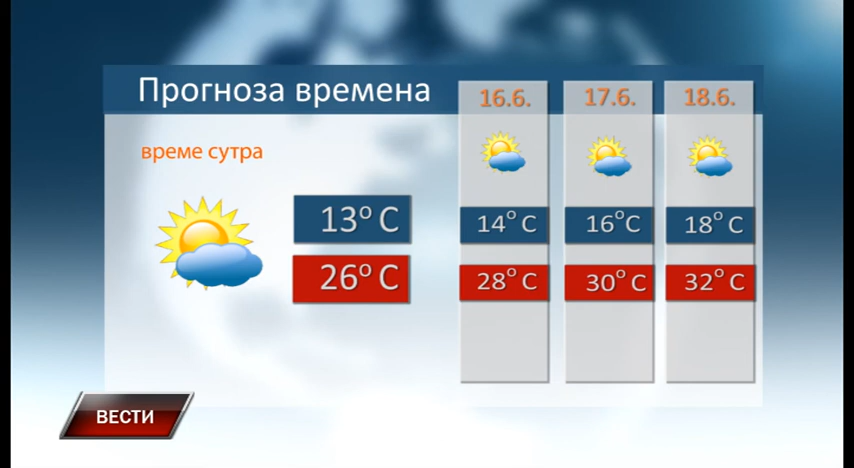 Прогноза времена
време сутра
13° C
26° C
16.6. 17.6. 18.6.
14° C 16°C 18° C
28° C 30° C 32° C
ВЕСТИ